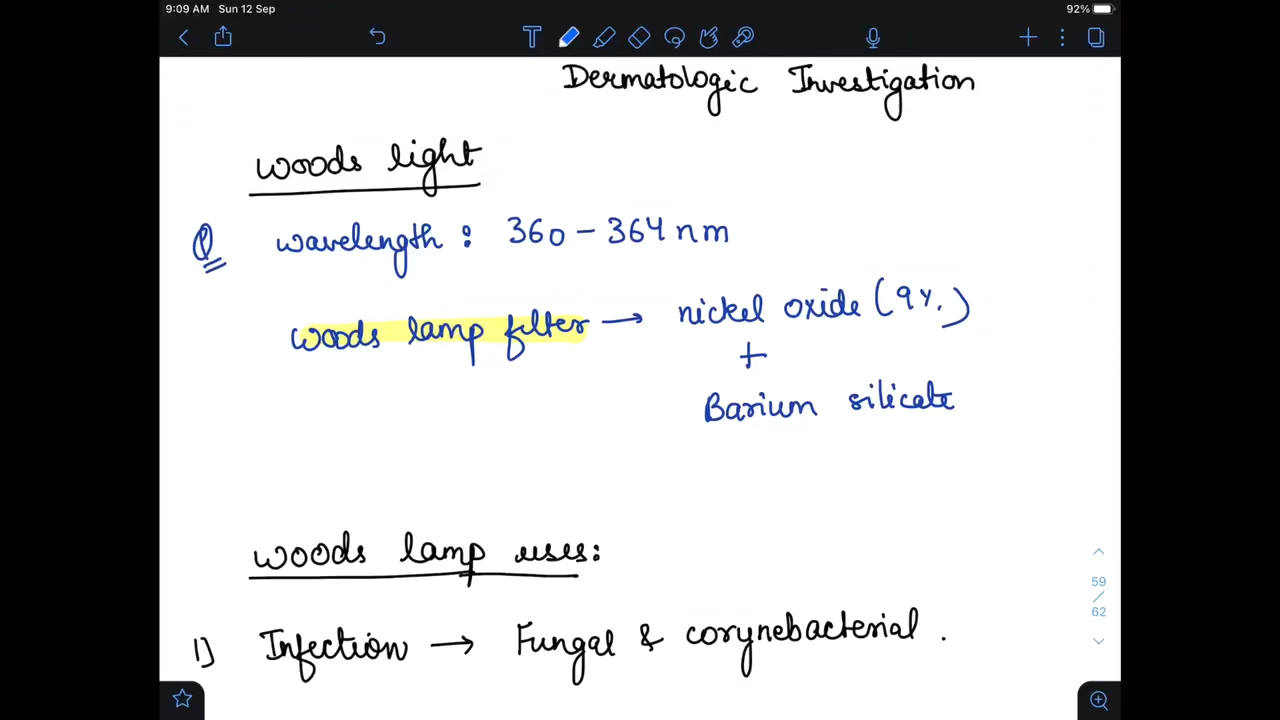 9:09 AM Sun 12 Sep 92%
Dermatologic Investigation
woods light
Q wavelength : 360 - 364 nm
woods lamp filter → nickel oxide (9%.)
+
Barium silicate
woods lamp uses:
1) Infection → Fungal & corynebacterial .
59
/
62